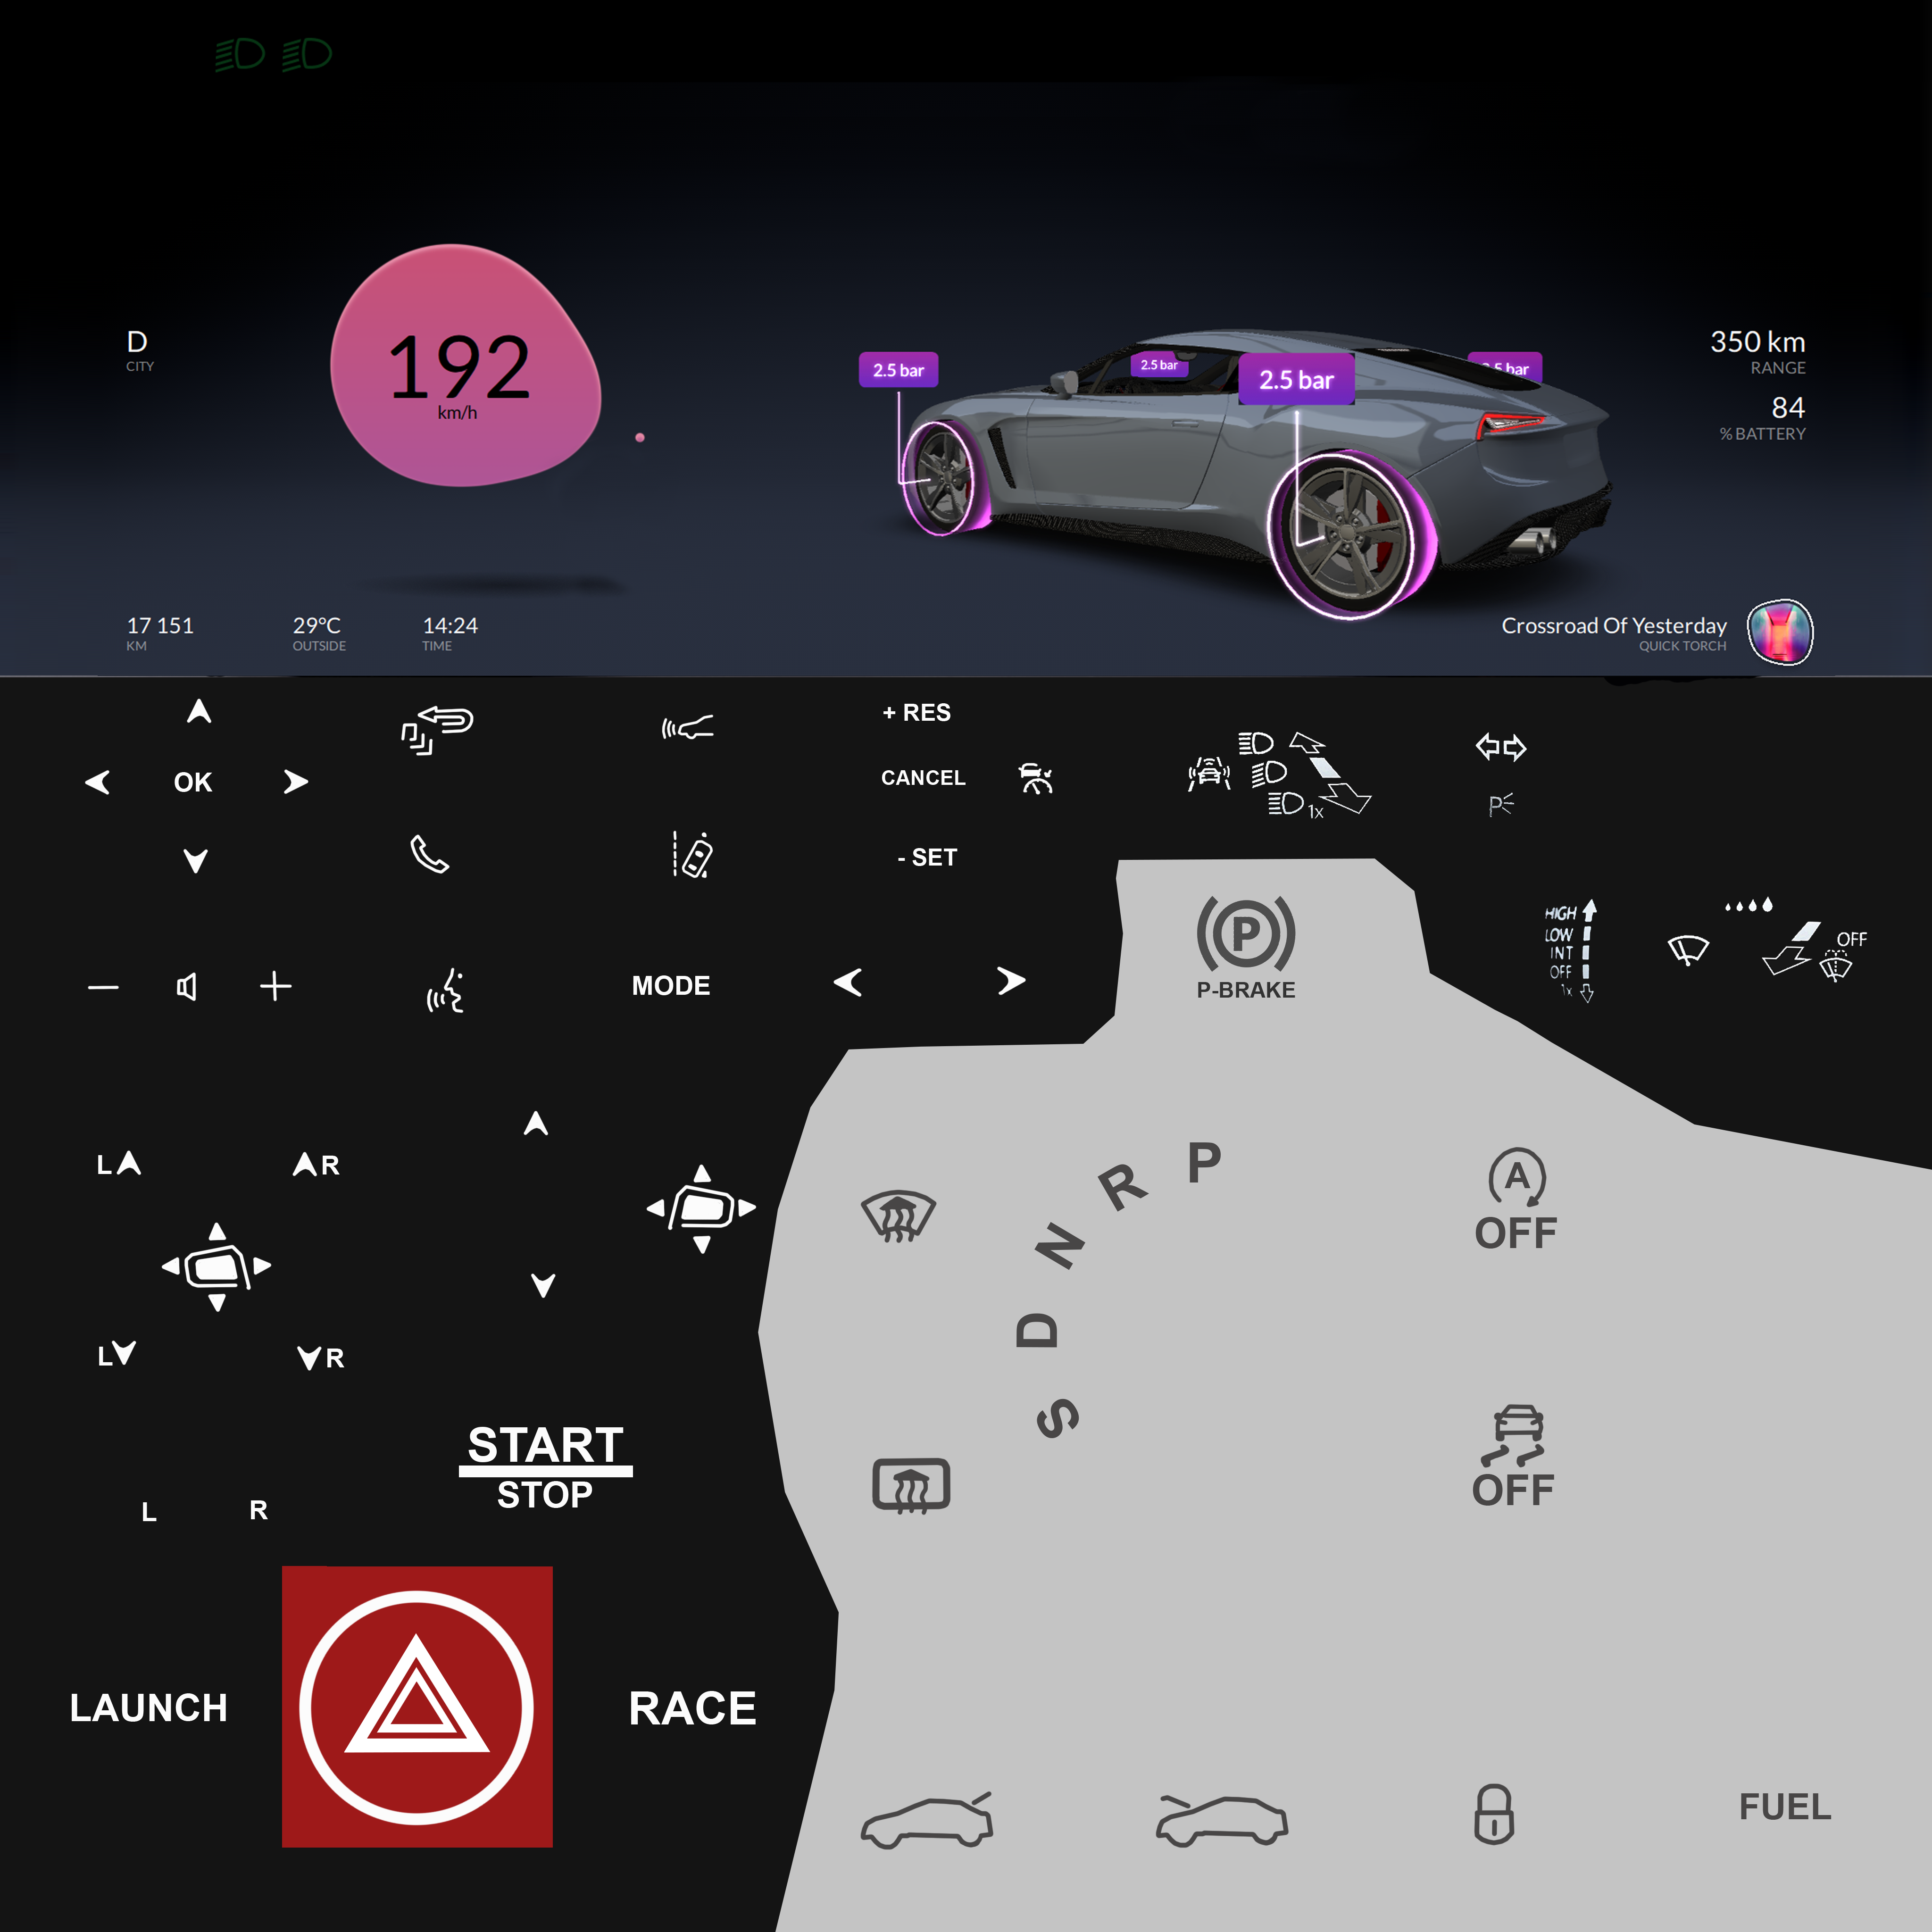 D
CITY
192
km/h
2.5 bar
2.5 bar
2.5 bar
350 km
RANGE
84
% BATTERY
17 151
KM
29°C
OUTSIDE
14:24
TIME
Crossroad Of Yesterday
QUICK TORCH
OK
+ RES
CANCEL
- SET
1x
P
HIGH
LOW
INT
OFF
1x
OFF
MODE
P
P-BRAKE
L
R
L
R
P
R
N
D
S
A
OFF
OFF
START
STOP
L
R
LAUNCH
RACE
FUEL